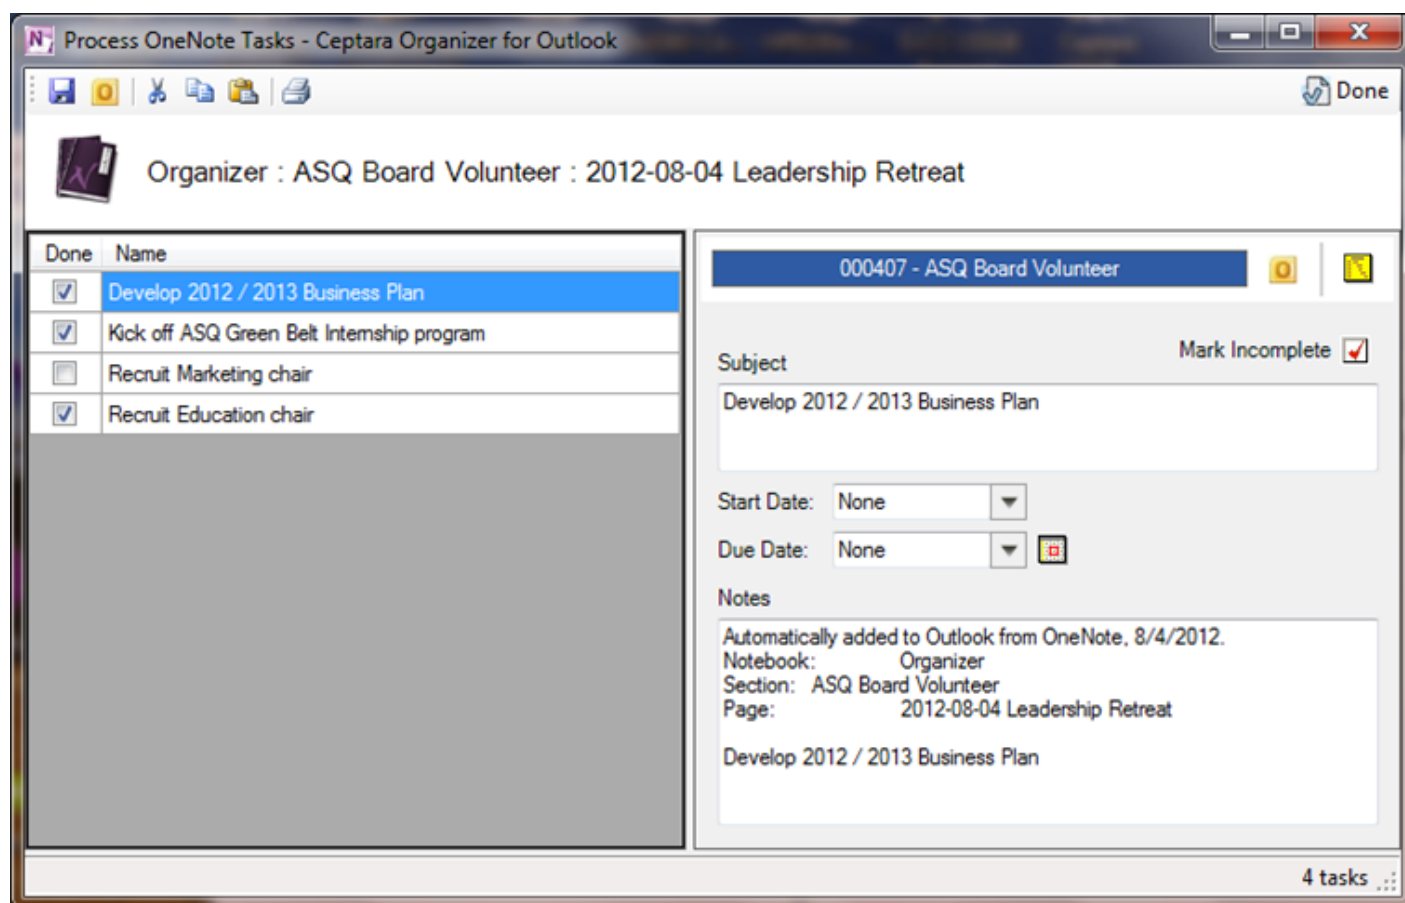 Process OneNote Tasks - Ceptara Organizer for Outlook
Done
Organizer : ASQ Board Volunteer : 2012-08-04 Leadership Retreat
Done Name
Develop 2012 / 2013 Business Plan
Kick off ASQ Green Belt Internship program
Recruit Marketing chair
Recruit Education chair
000407 - ASQ Board Volunteer
Mark Incomplete
Subject
Develop 2012 / 2013 Business Plan
Start Date: None
Due Date: None
Notes
Automatically added to Outlook from OneNote, 8/4/2012.
Notebook: Organizer
Section: ASQ Board Volunteer
Page: 2012-08-04 Leadership Retreat
Develop 2012 / 2013 Business Plan
4 tasks